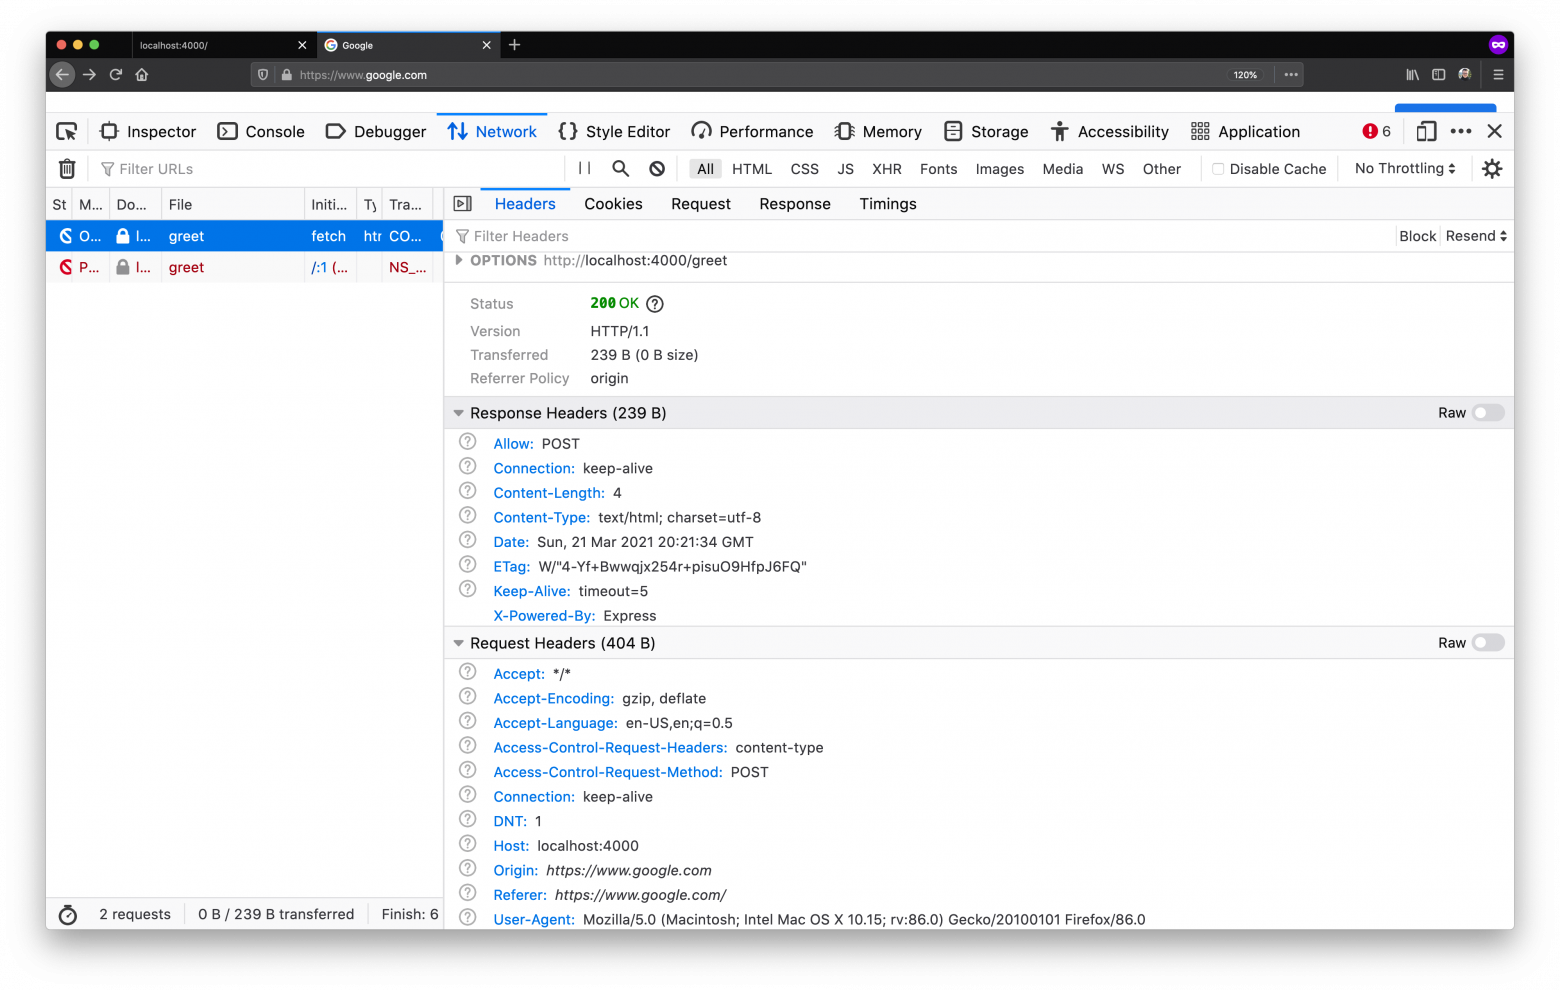 localhost:4000/
Google
https://www.google.com
120%
Inspector
Console
Debugger
Network
Style Editor
Performance
Memory
Storage
Accessibility
Application
6
Filter URLs
All
HTML
CSS
JS
XHR
Fonts
Images
Media
WS
Other
Disable Cache
No Throttling
St
M...
Do...
File
Initi...
Ty
Tra...
Headers
Cookies
Request
Response
Timings
O...
l...
greet
fetch
htr
CO...
Filter Headers
Block
Resend
P...
l...
greet
/:1 (...
NS_...
OPTIONS http://localhost:4000/greet
Status 200 OK
Version HTTP/1.1
Transferred 239 B (0 B size)
Referrer Policy origin
Response Headers (239 B)
Raw
Allow: POST
Connection: keep-alive
Content-Length: 4
Content-Type: text/html; charset=utf-8
Date: Sun, 21 Mar 2021 20:21:34 GMT
ETag: W/"4-Yf+Bwwqjx254r+pisuO9HfpJ6FQ"
Keep-Alive: timeout=5
X-Powered-By: Express
Request Headers (404 B)
Raw
Accept: */*
Accept-Encoding: gzip, deflate
Accept-Language: en-US,en;q=0.5
Access-Control-Request-Headers: content-type
Access-Control-Request-Method: POST
Connection: keep-alive
DNT: 1
Host: localhost:4000
Origin: https://www.google.com
Referer: https://www.google.com/
User-Agent: Mozilla/5.0 (Macintosh; Intel Mac OS X 10.15; rv:86.0) Gecko/20100101 Firefox/86.0
2 requests
0 B / 239 B transferred
Finish: 6